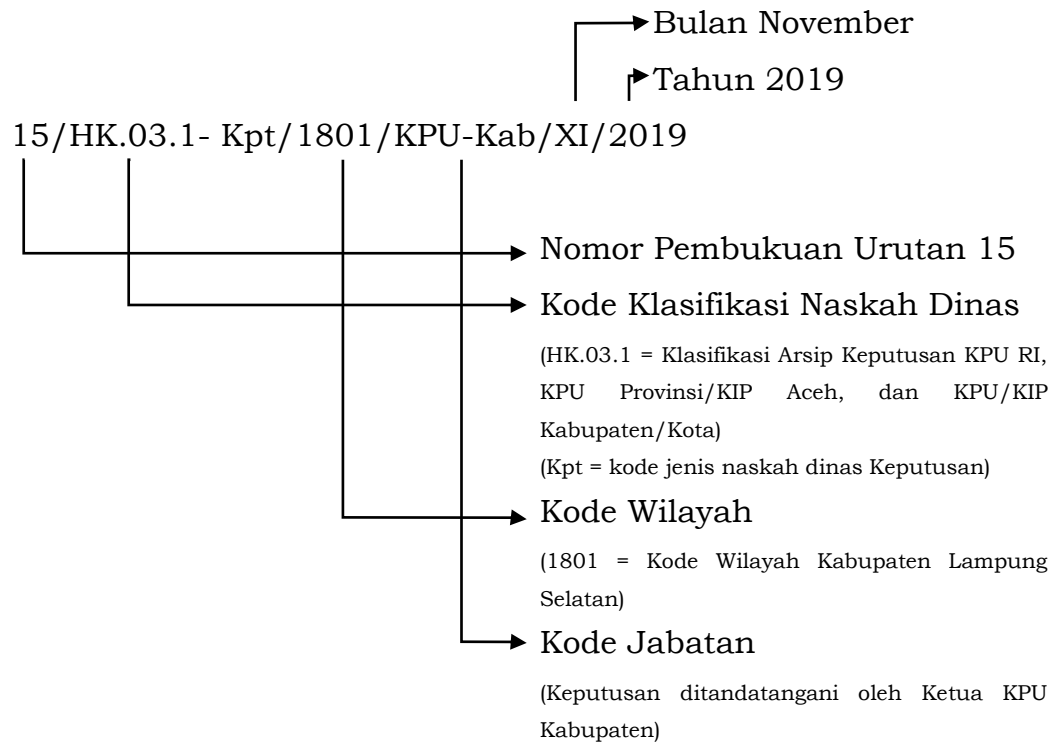 Bulan November
Tahun 2019
15/HK.03.1- Kpt/1801/KPU-Kab/XI/2019
Nomor Pembukuan Urutan 15
Kode Klasifikasi Naskah Dinas
(HK.03.1 = Klasifikasi Arsip Keputusan KPU RI,
KPU Provinsi/KIP Aceh, dan KPU/KIP
Kabupaten/Kota)
(Kpt = kode jenis naskah dinas Keputusan)
Kode Wilayah
(1801 = Kode Wilayah Kabupaten Lampung
Selatan)
Kode Jabatan
(Keputusan ditandatangani oleh Ketua KPU
Kabupaten)